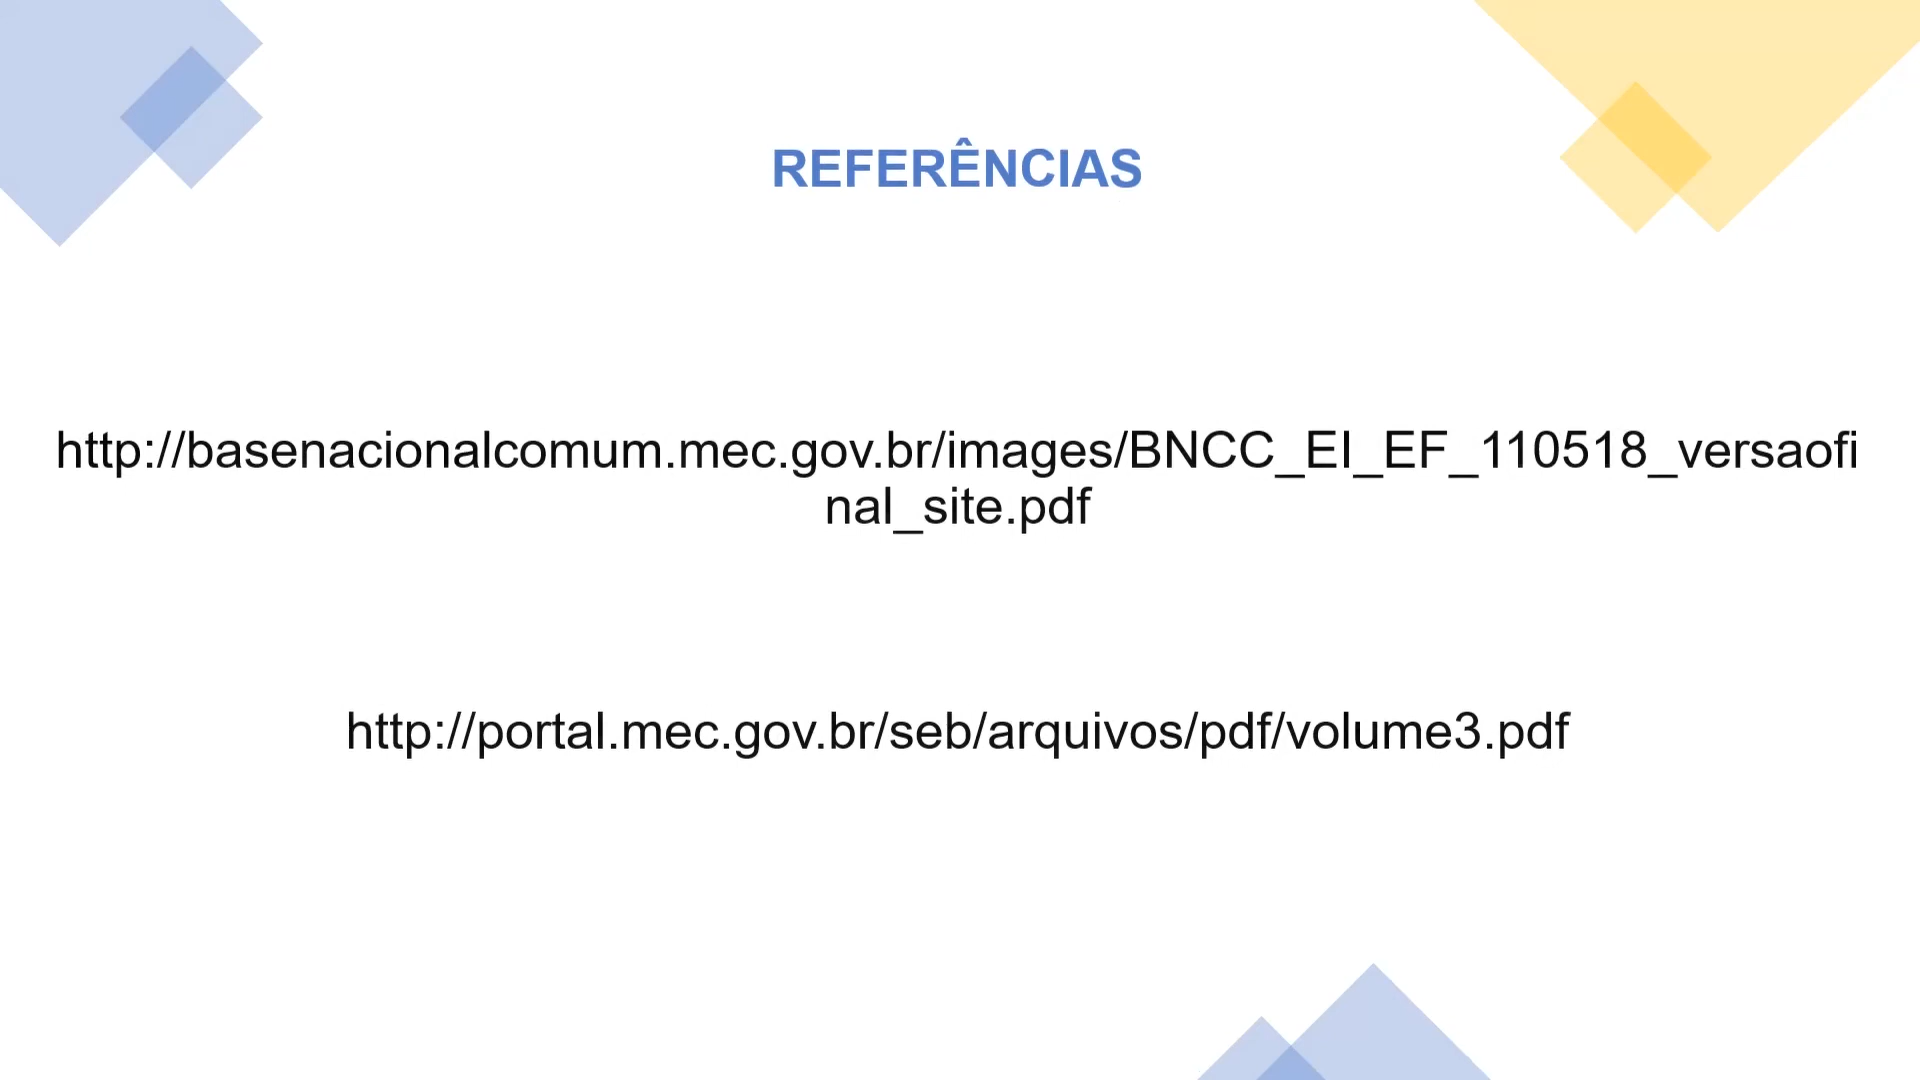 REFERÊNCIAS
http://basenacionalcomum.mec.gov.br/images/BNCC_EI_EF_110518_versaofi
nal_site.pdf
http://portal.mec.gov.br/seb/arquivos/pdf/volume3.pdf